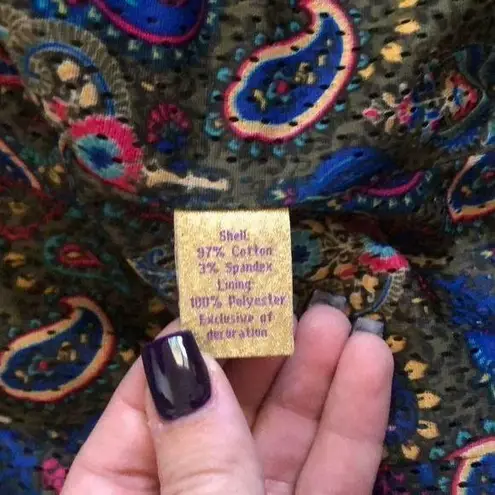 Shell:
97% Cotton
3% Spandex
Lining:
100% Polyester
Exclusive of
decoration